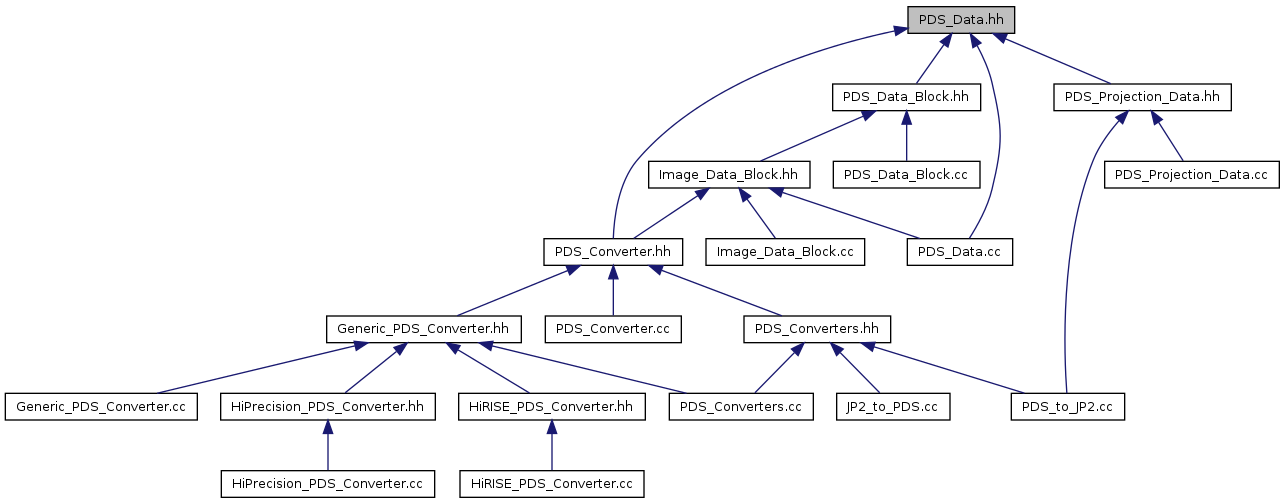 PDS_Data.hh
PDS_Data_Block.hh
PDS_Projection_Data.hh
Image_Data_Block.hh
PDS_Data_Block.cc
PDS_Projection_Data.cc
PDS_Converter.hh
Image_Data_Block.cc
PDS_Data.cc
Generic_PDS_Converter.hh
PDS_Converter.cc
PDS_Converters.hh
Generic_PDS_Converter.cc
HiPrecision_PDS_Converter.hh
HiRISE_PDS_Converter.hh
PDS_Converters.cc
JP2_to_PDS.cc
PDS_to_JP2.cc
HiPrecision_PDS_Converter.cc
HiRISE_PDS_Converter.cc